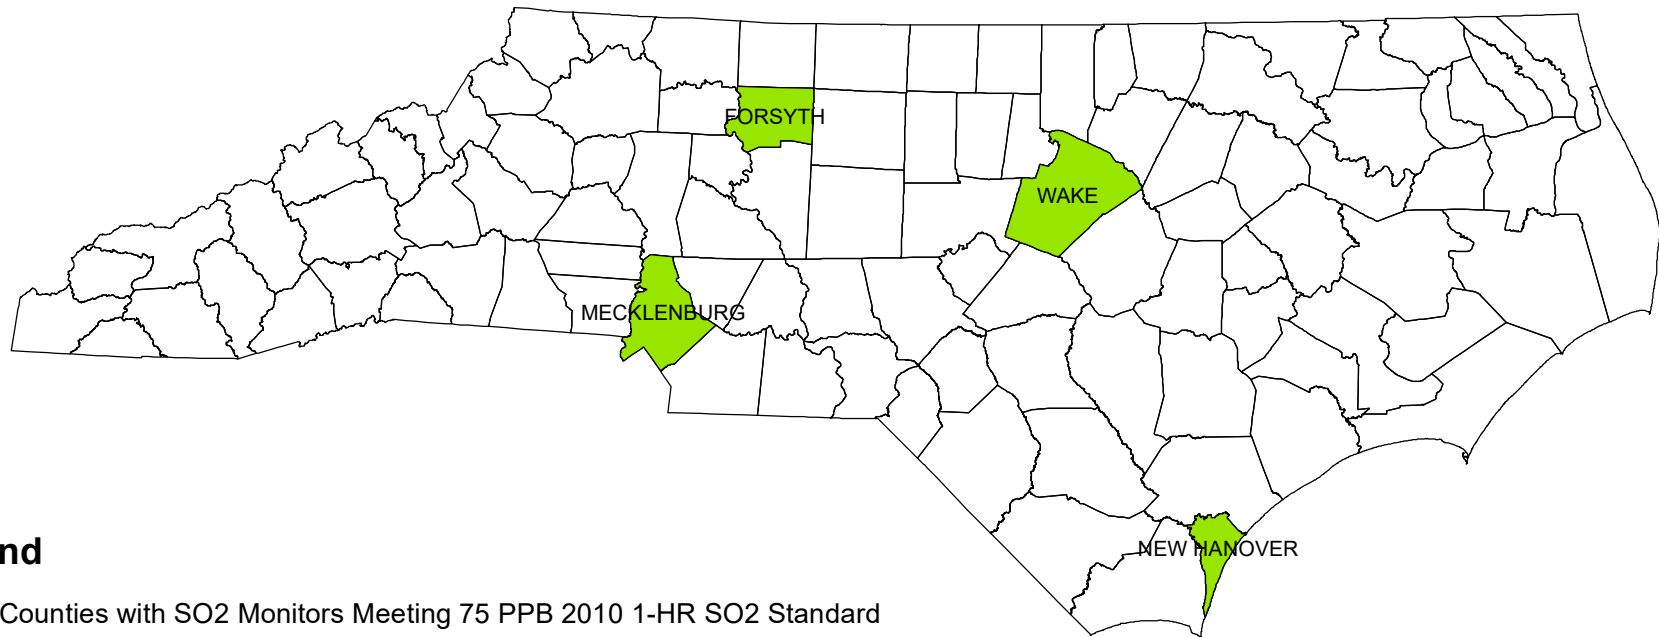 FORSYTH
WAKE
MECKLENBURG
NEW HANOVER
nd
Counties with SO2 Monitors Meeting 75 PPB 2010 1-HR SO2 Standard